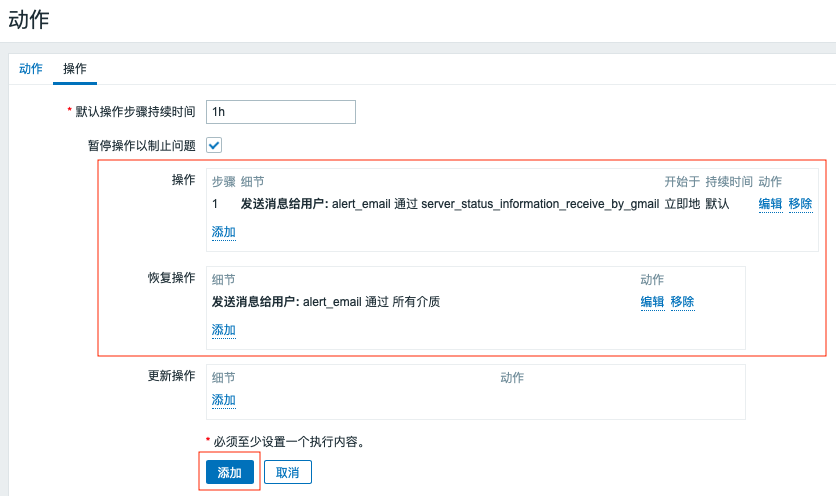 动作
动作 操作
* 默认操作步骤持续时间 1h
暂停操作以制止问题
操作 步骤 细节 开始于 持续时间 动作
1 发送消息给用户: alert_email 通过 server_status_information_receive_by_gmail 立即地 默认 编辑 移除
添加
恢复操作 细节 动作
发送消息给用户: alert_email 通过 所有介质 编辑 移除
添加
更新操作 细节 动作
添加
* 必须至少设置一个执行内容。
添加 取消